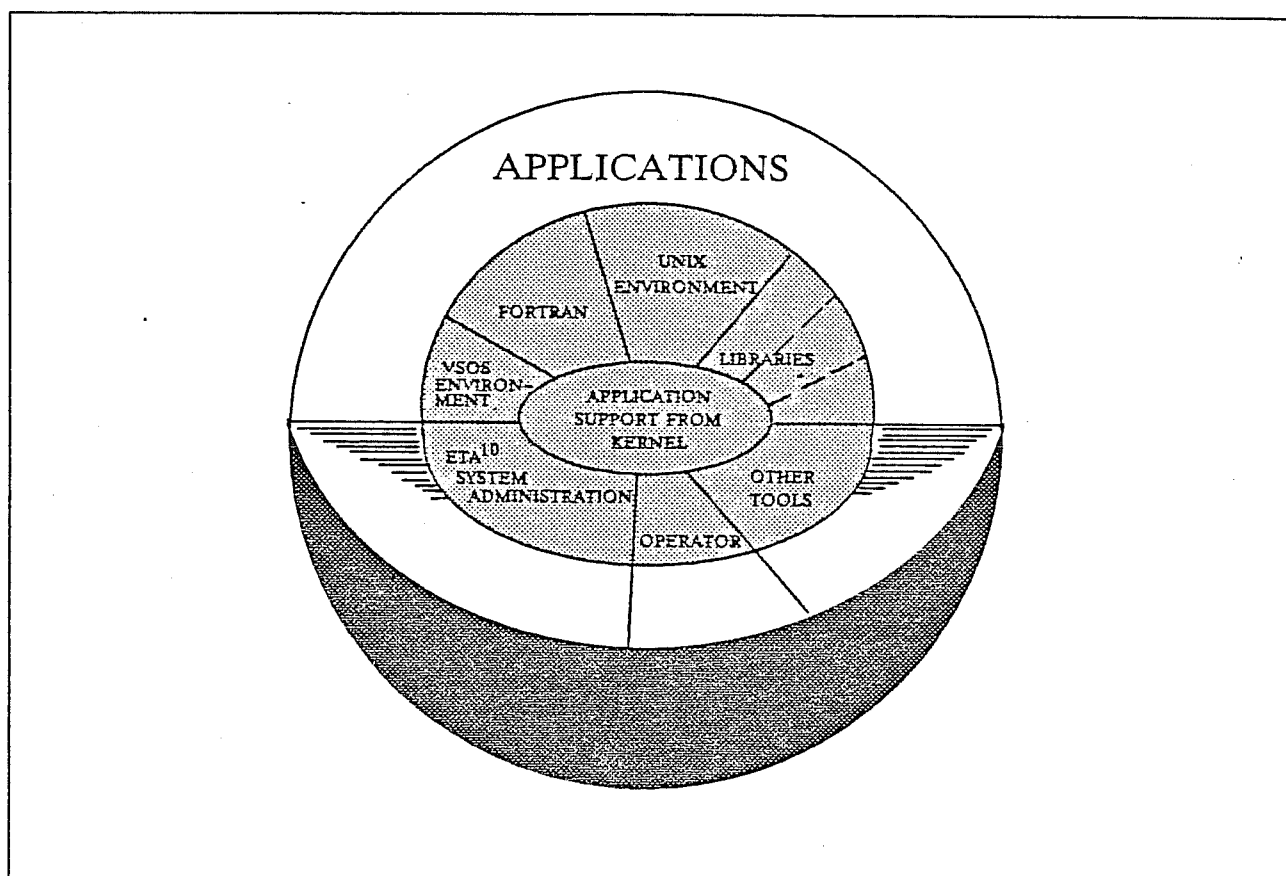 APPLICATIONS
UNIX
ENVIRONMENT
FORTRAN
LIBRARIES
VSOS
ENVIRON-
MENT
APPLICATION
SUPPORT FROM
KERNEL
ETA10
SYSTEM
ADMINISTRATION
OTHER
TOOLS
OPERATOR